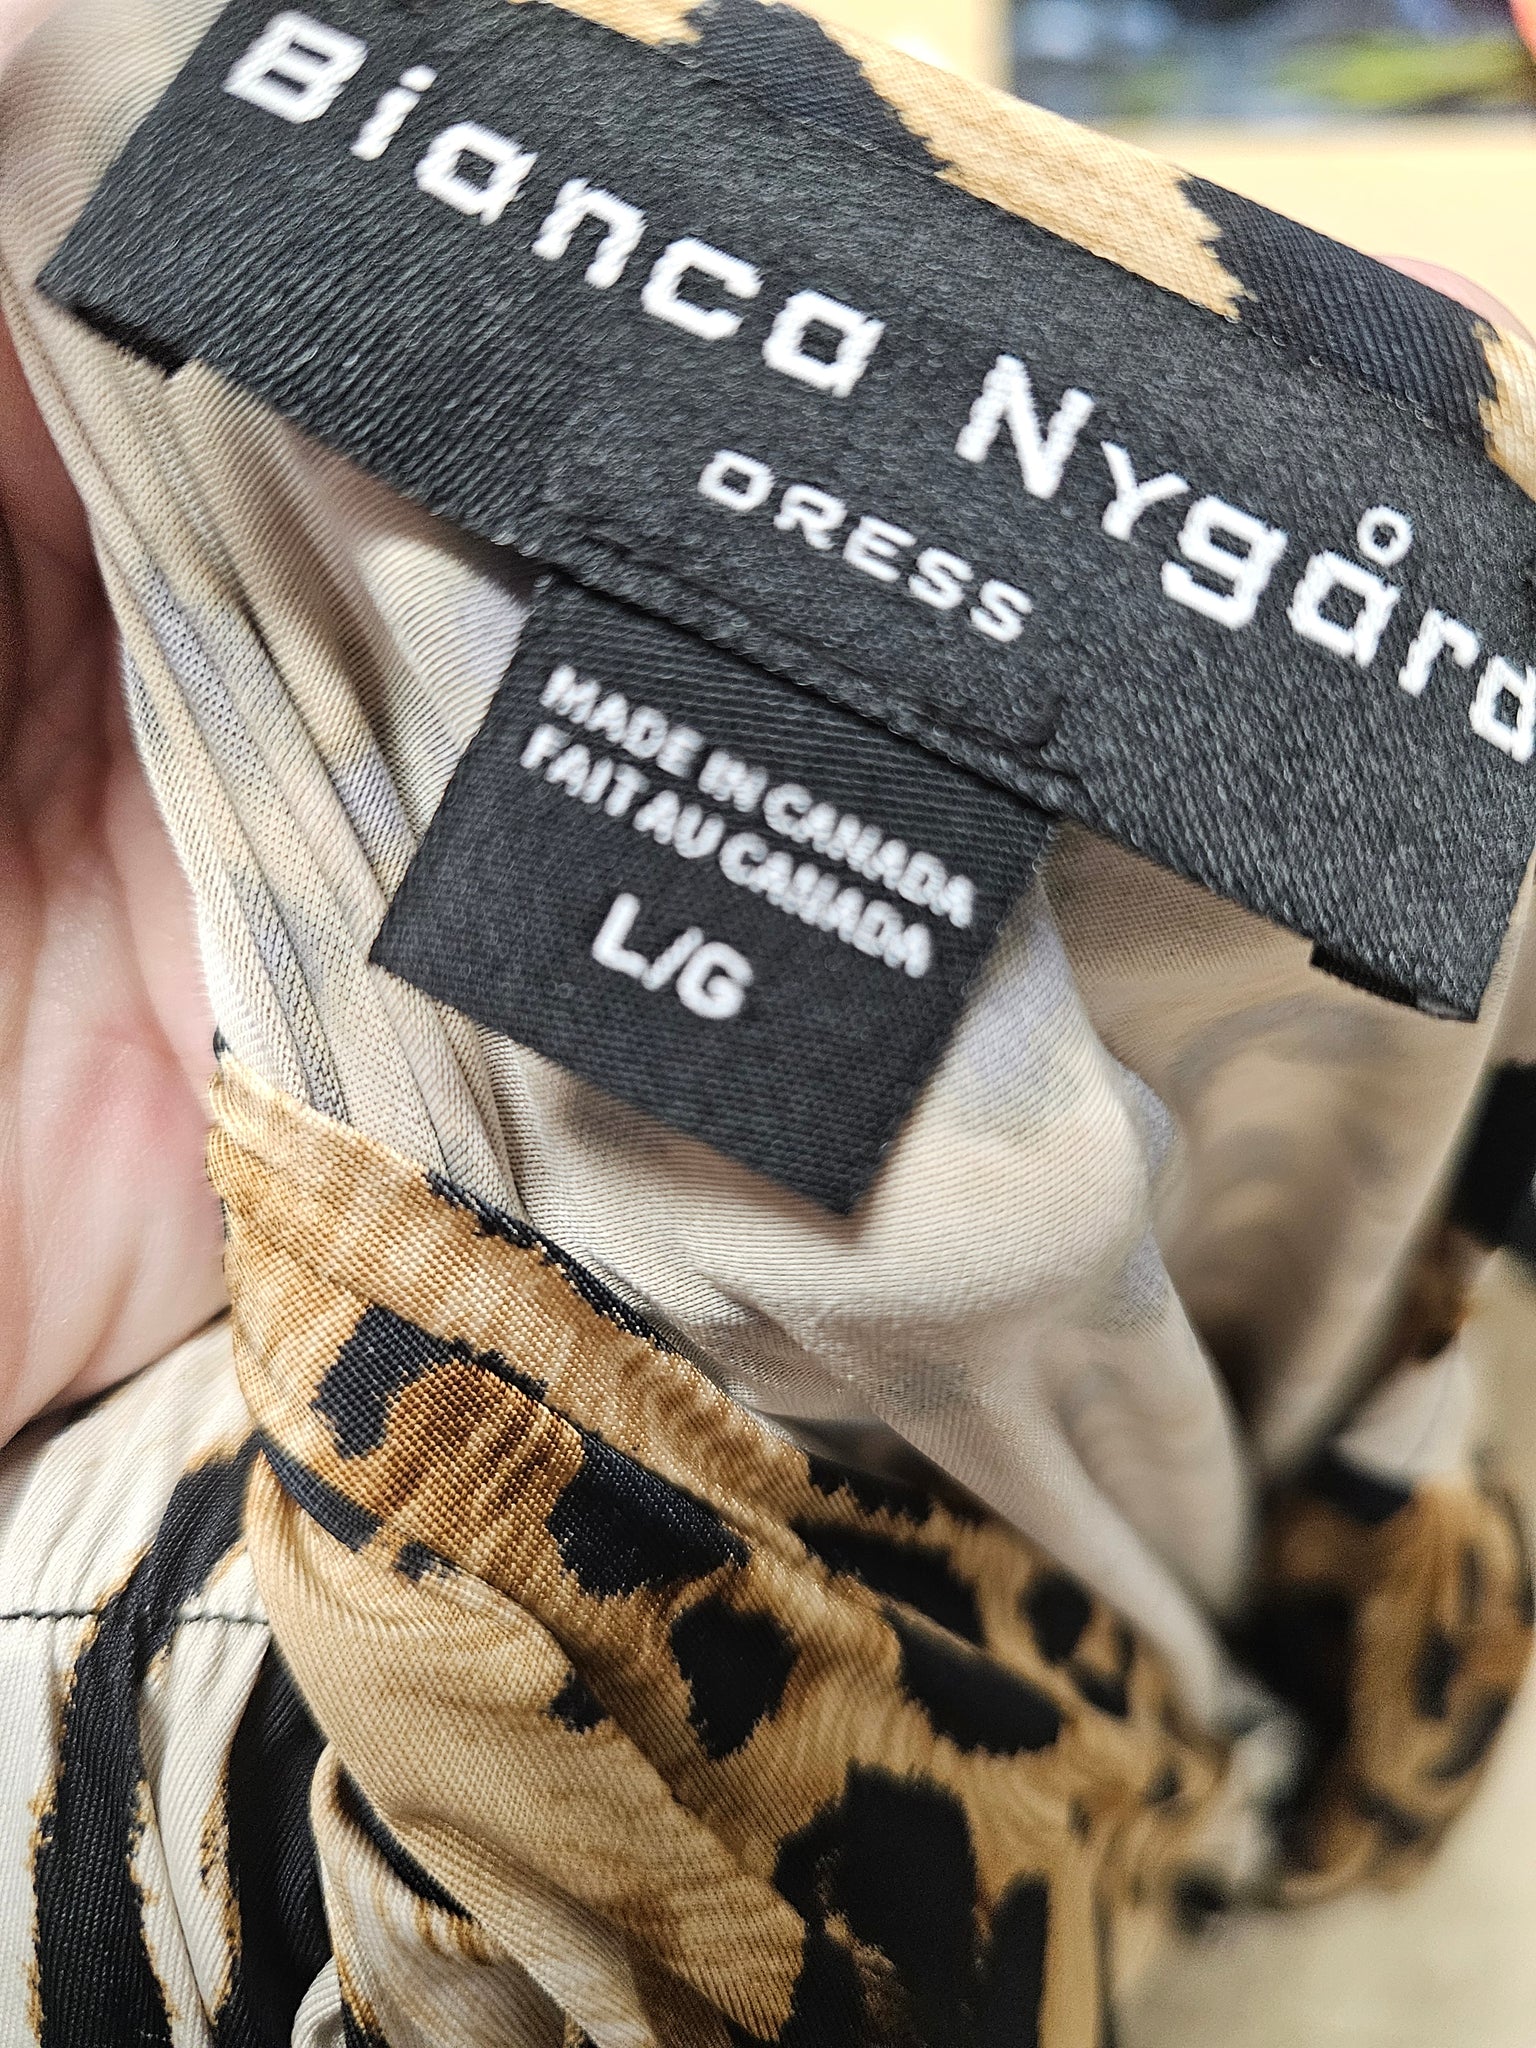 Bianca Nygård
DRESS
MADE IN CANADA
FAIT AU CANADA
L/G